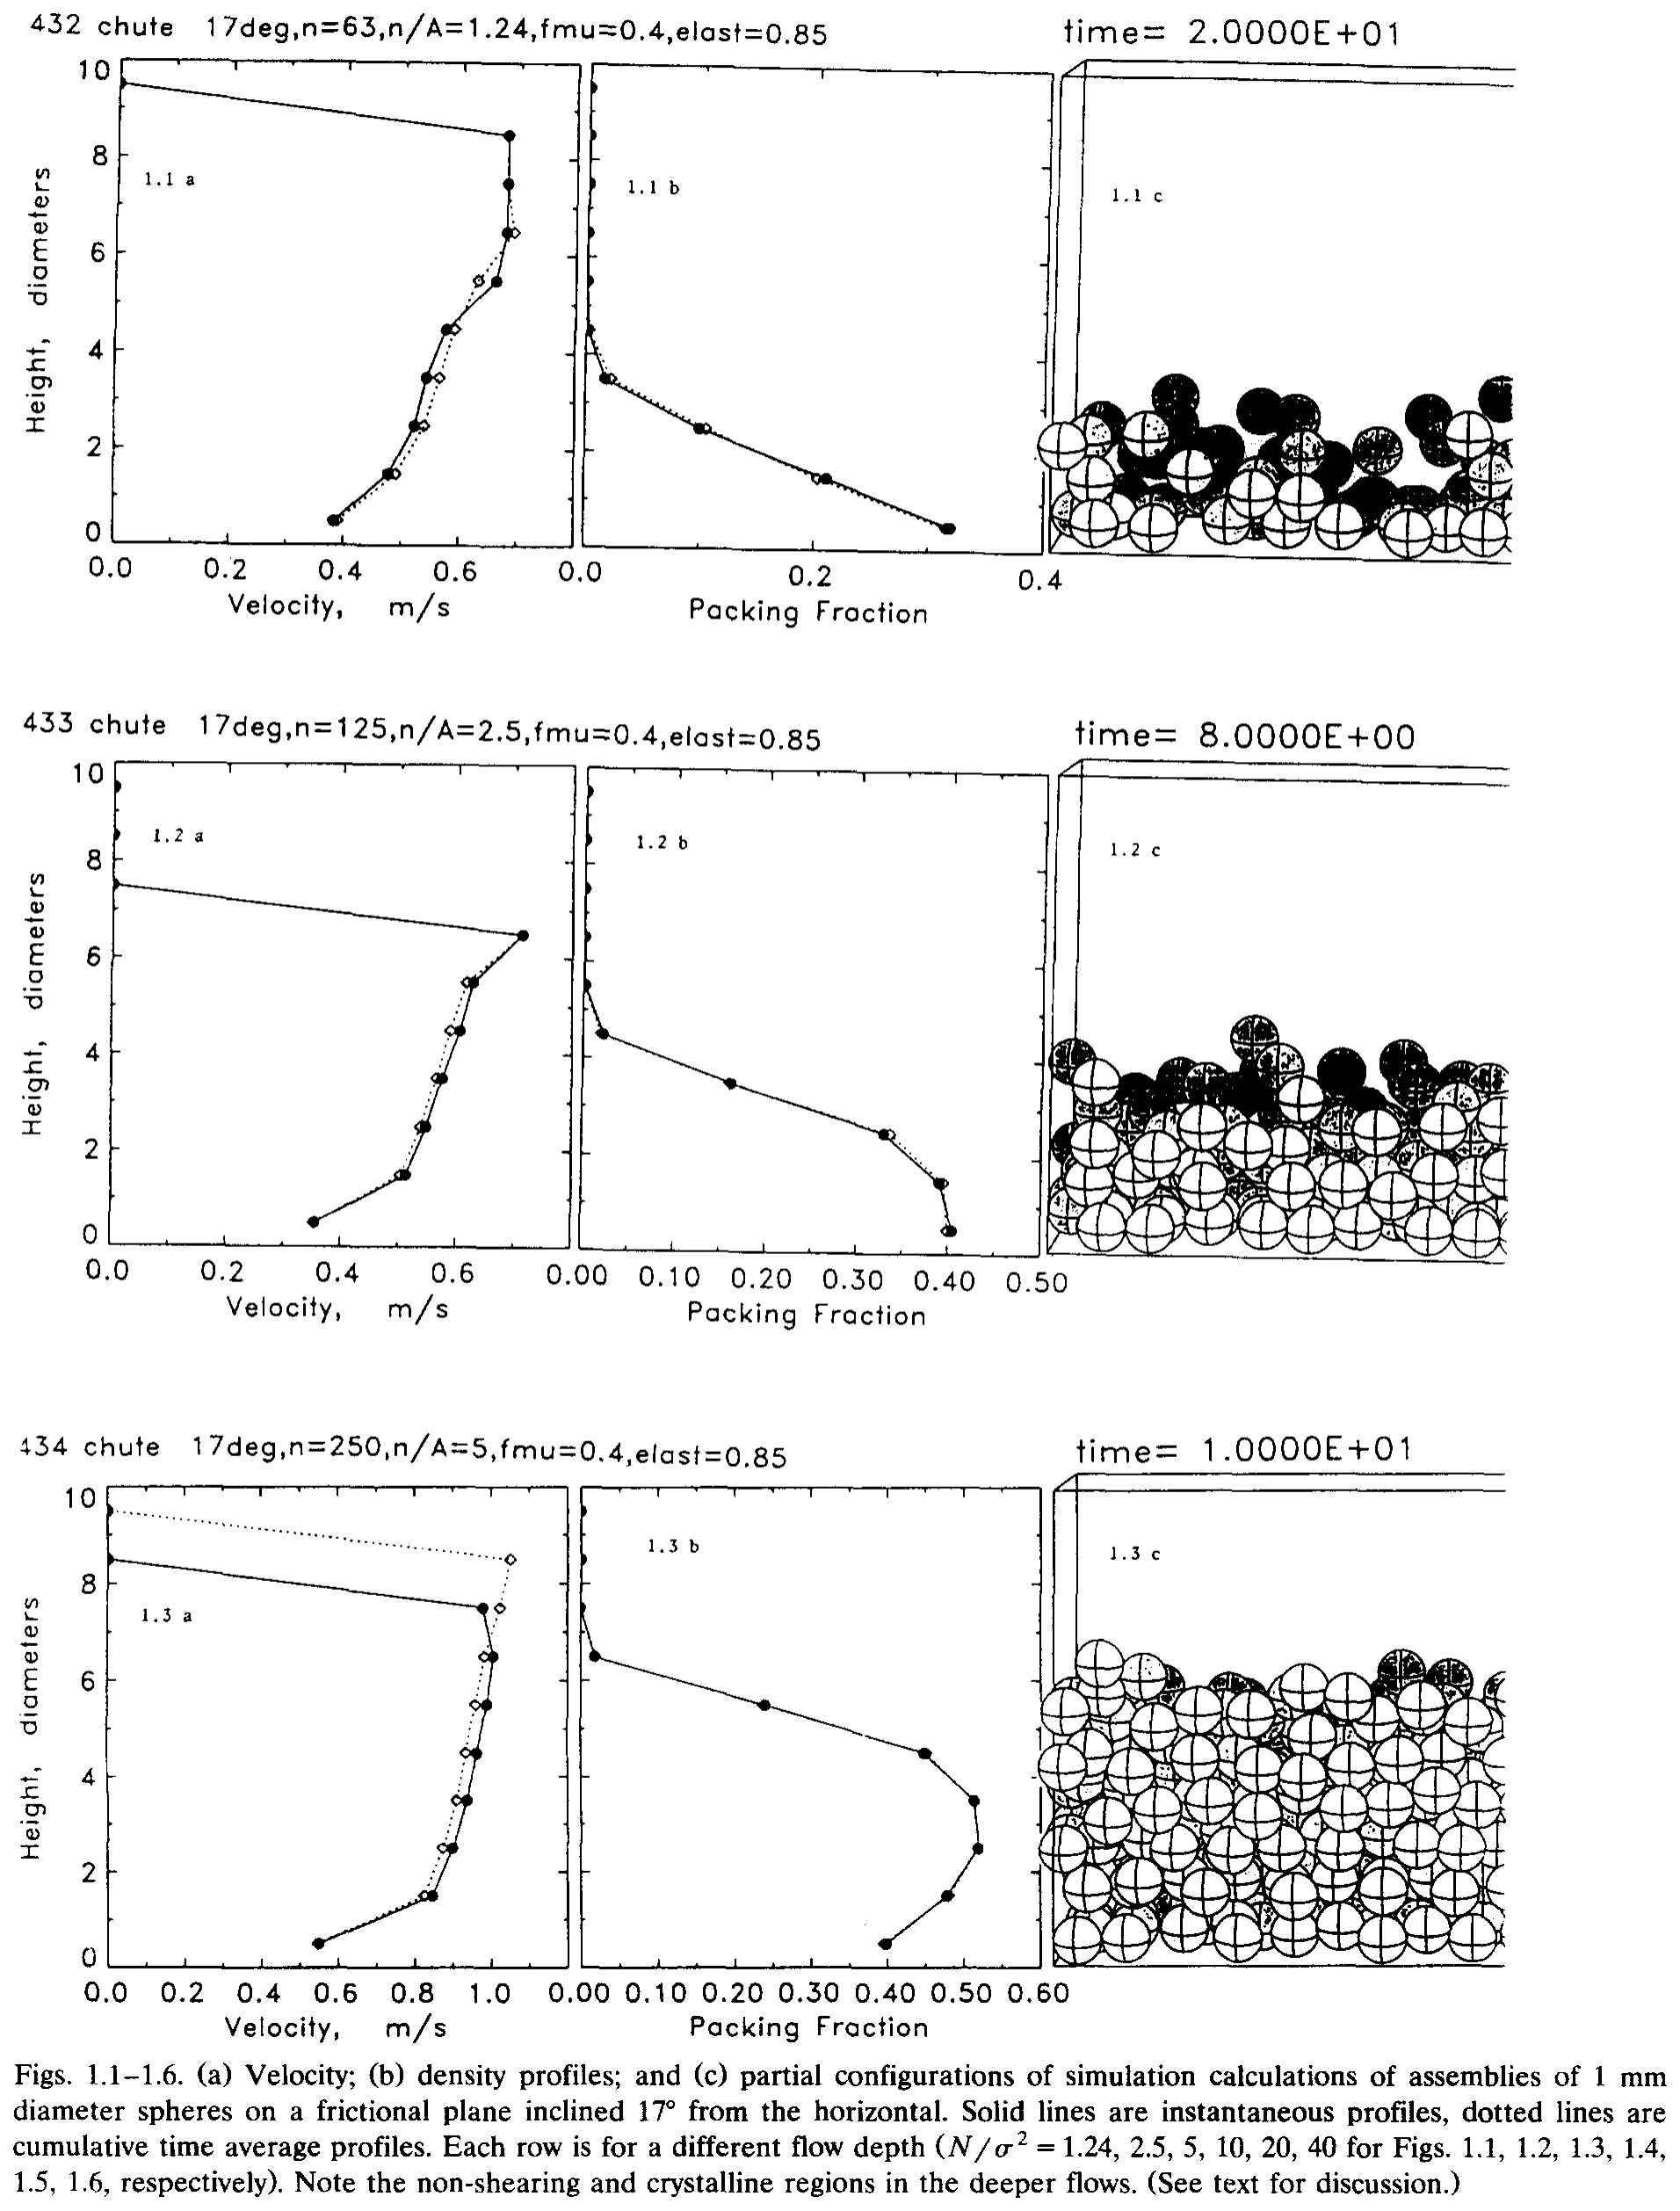 432 chute 17deg,n=63,n/A=1.24,fmu=0.4,elast=0.85
time= 2.0000E+01
10
8
6
4
2
0
Height, diameters
1.1 a
1.1 b
1.1 c
0.0 0.2 0.4 0.6 0.0 0.2 0.4
Velocity, m/s
Packing Fraction
433 chute 17deg,n=125,n/A=2.5,fmu=0.4,elast=0.85
time= 8.0000E+00
10
8
6
4
2
0
Height, diameters
1.2 a
1.2 b
1.2 c
0.0 0.2 0.4 0.6 0.00 0.10 0.20 0.30 0.40 0.50
Velocity, m/s
Packing Fraction
434 chute 17deg,n=250,n/A=5,fmu=0.4,elast=0.85
time= 1.0000E+01
10
8
6
4
2
0
Height, diameters
1.3 a
1.3 b
1.3 c
0.0 0.2 0.4 0.6 0.8 1.0 0.00 0.10 0.20 0.30 0.40 0.50 0.60
Velocity, m/s
Packing Fraction
Figs. 1.1–1.6. (a) Velocity; (b) density profiles; and (c) partial configurations of simulation calculations of assemblies of 1 mm
diameter spheres on a frictional plane inclined 17° from the horizontal. Solid lines are instantaneous profiles, dotted lines are
cumulative time average profiles. Each row is for a different flow depth (N/σ² = 1.24, 2.5, 5, 10, 20, 40 for Figs. 1.1, 1.2, 1.3, 1.4,
1.5, 1.6, respectively). Note the non-shearing and crystalline regions in the deeper flows. (See text for discussion.)